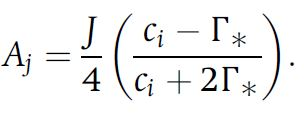 $A_j = \frac{J}{4} \left( \frac{c_i - \Gamma_*}{c_i + 2\Gamma_*} \right).$